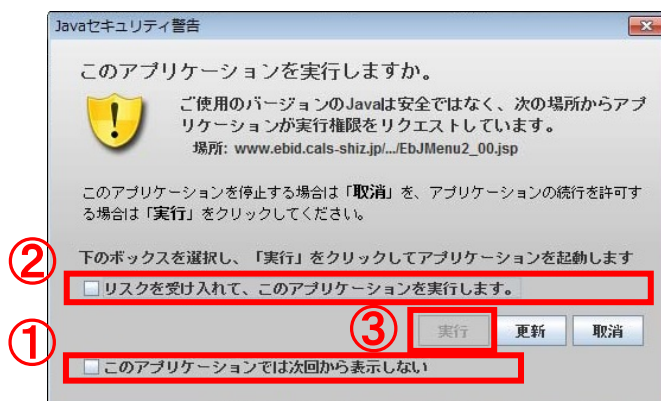 Javaセキュリティ警告
このアプリケーションを実行しますか。
ご使用のバージョンのJavaは安全ではなく、次の場所からアプ
リケーションが実行権限をリクエストしています。
場所: www.ebid.cals-shiz.jp/.../EbJMenu2_00.jsp
このアプリケーションを停止する場合は「取消」を、アプリケーションの続行を許可す
る場合は「実行」をクリックしてください。
下のボックスを選択し、「実行」をクリックしてアプリケーションを起動します
②
リスクを受け入れて、このアプリケーションを実行します。
③ 実行 更新 取消
①
このアプリケーションでは次回から表示しない